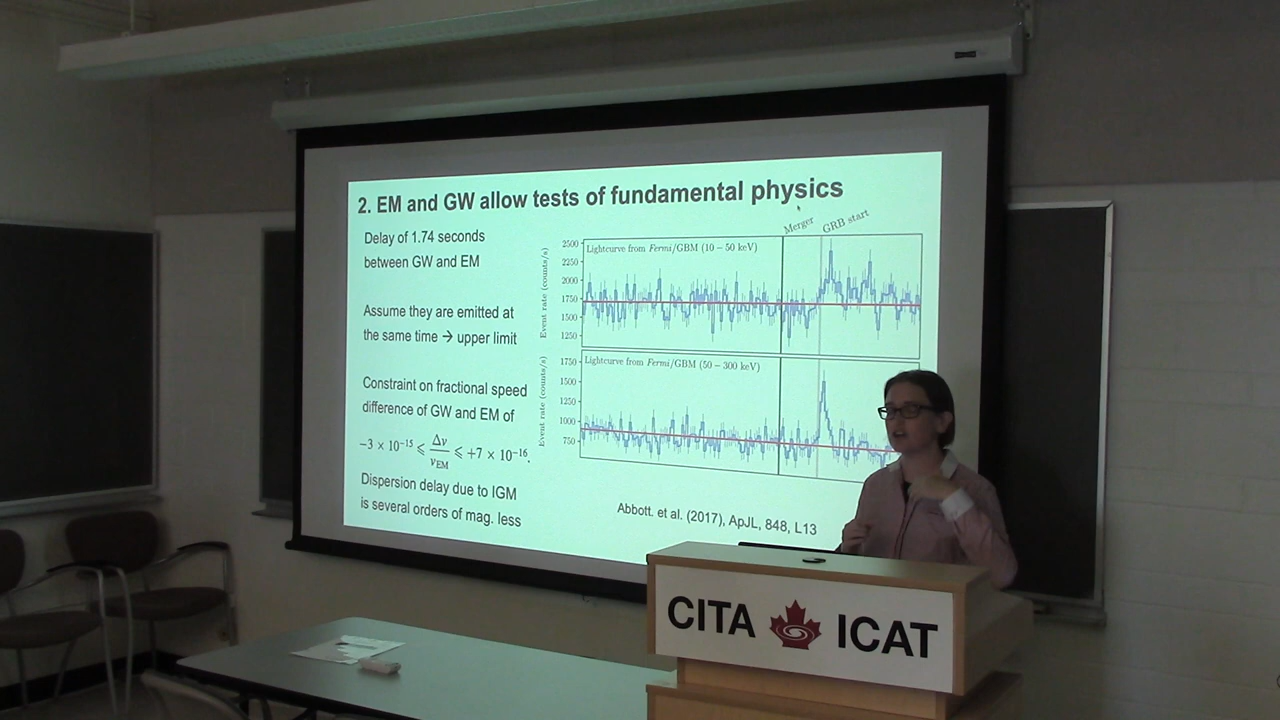 2. EM and GW allow tests of fundamental physics
Delay of 1.74 seconds
between GW and EM
Assume they are emitted at
the same time → upper limit
Constraint on fractional speed
difference of GW and EM of
−3 × 10⁻¹⁵ ⩽ Δv / vEM ⩽ +7 × 10⁻¹⁶.
Dispersion delay due to IGM
is several orders of mag. less
Merger
GRB start
Lightcurve from Fermi/GBM (10 − 50 keV)
Event rate (counts/s)
2500
2250
2000
1750
1500
1250
Lightcurve from Fermi/GBM (50 − 300 keV)
Event rate (counts/s)
1750
1500
1250
1000
750
Abbott. et al. (2017), ApJL, 848, L13
CITA ICAT